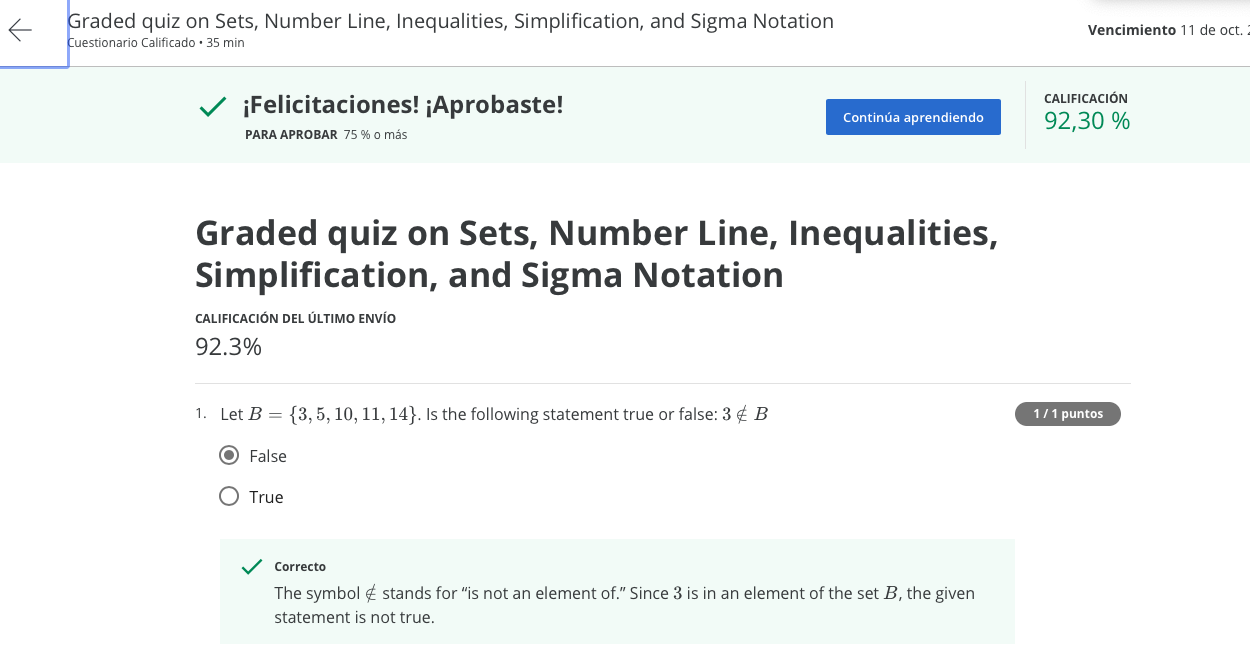 Graded quiz on Sets, Number Line, Inequalities, Simplification, and Sigma Notation
Cuestionario Calificado • 35 min
Vencimiento 11 de oct.
¡Felicitaciones! ¡Aprobaste!
PARA APROBAR 75 % o más
Continúa aprendiendo
CALIFICACIÓN
92,30 %
Graded quiz on Sets, Number Line, Inequalities,
Simplification, and Sigma Notation
CALIFICACIÓN DEL ÚLTIMO ENVÍO
92.3%
1. Let B = {3, 5, 10, 11, 14}. Is the following statement true or false: 3 ∉ B
1 / 1 puntos
False
True
Correcto
The symbol ∉ stands for “is not an element of.” Since 3 is in an element of the set B, the given
statement is not true.